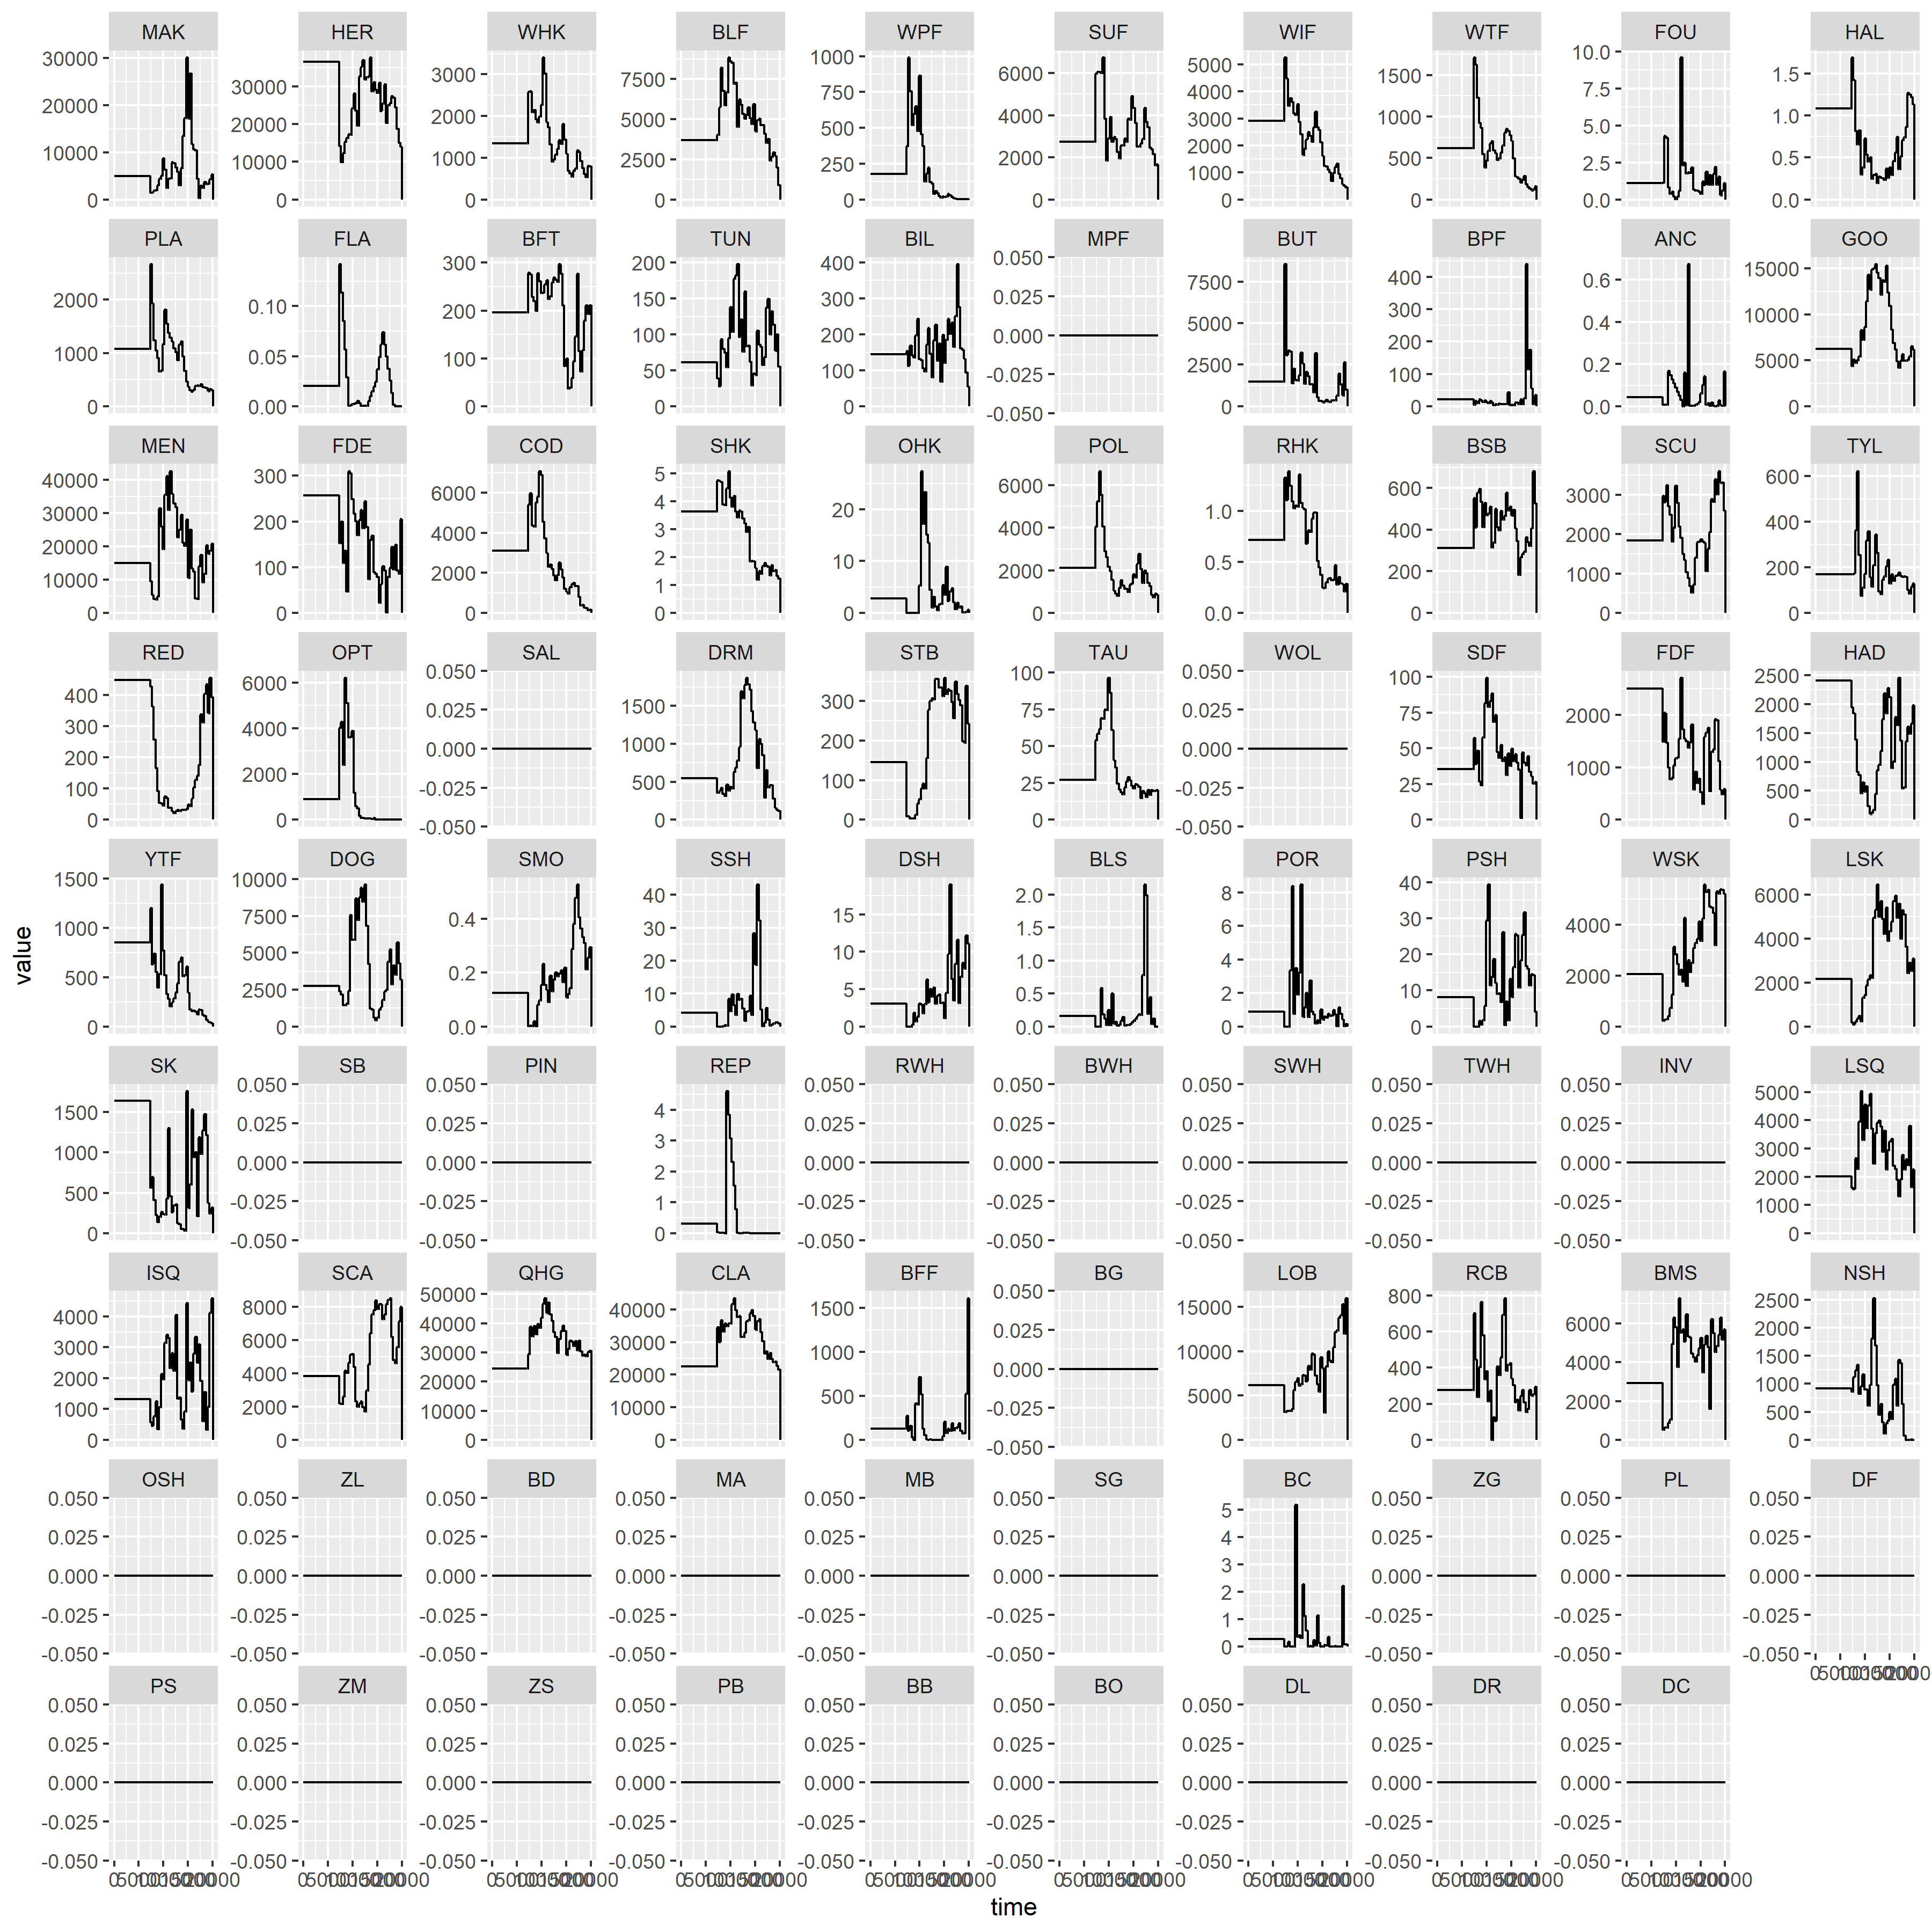 MAK HER WHK BLF WPF SUF WIF WTF FOU HAL
30000 20000 10000 0
30000 20000 10000 0
3000 2000 1000 0
7500 5000 2500 0
1000 750 500 250 0
6000 4000 2000 0
5000 4000 3000 2000 1000 0
1500 1000 500 0
10.0 7.5 5.0 2.5 0.0
1.5 1.0 0.5 0.0
PLA FLA BFT TUN BIL MPF BUT BPF ANC GOO
2000 1000 0
0.10 0.05 0.00
300 200 100 0
200 150 100 50 0
400 300 200 100 0
0.050 0.025 0.000 -0.025 -0.050
7500 5000 2500 0
400 300 200 100 0
0.6 0.4 0.2 0.0
15000 10000 5000 0
MEN FDE COD SHK OHK POL RHK BSB SCU TYL
40000 30000 20000 10000 0
300 200 100 0
6000 4000 2000 0
5 4 3 2 1 0
20 10 0
6000 4000 2000 0
1.0 0.5 0.0
600 400 200 0
3000 2000 1000 0
600 400 200 0
RED OPT SAL DRM STB TAU WOL SDF FDF HAD
400 300 200 100 0
6000 4000 2000 0
0.050 0.025 0.000 -0.025 -0.050
1500 1000 500 0
300 200 100 0
100 75 50 25 0
0.050 0.025 0.000 -0.025 -0.050
100 75 50 25 0
2000 1000 0
2500 2000 1500 1000 500 0
YTF DOG SMO SSH DSH BLS POR PSH WSK LSK
1500 1000 500 0
10000 7500 5000 2500 0
0.4 0.2 0.0
40 30 20 10 0
15 10 5 0
2.0 1.5 1.0 0.5 0.0
8 6 4 2 0
40 30 20 10 0
4000 2000 0
6000 4000 2000 0
value
SK SB PIN REP RWH BWH SWH TWH INV LSQ
1500 1000 500 0
0.050 0.025 0.000 -0.025 -0.050
0.050 0.025 0.000 -0.025 -0.050
4 3 2 1 0
0.050 0.025 0.000 -0.025 -0.050
0.050 0.025 0.000 -0.025 -0.050
0.050 0.025 0.000 -0.025 -0.050
0.050 0.025 0.000 -0.025 -0.050
0.050 0.025 0.000 -0.025 -0.050
5000 4000 3000 2000 1000 0
ISQ SCA QHG CLA BFF BG LOB RCB BMS NSH
4000 3000 2000 1000 0
8000 6000 4000 2000 0
50000 40000 30000 20000 10000 0
40000 30000 20000 10000 0
1500 1000 500 0
0.050 0.025 0.000 -0.025 -0.050
15000 10000 5000 0
800 600 400 200 0
6000 4000 2000 0
2500 2000 1500 1000 500 0
OSH ZL BD MA MB SG BC ZG PL DF
0.050 0.025 0.000 -0.025 -0.050
0.050 0.025 0.000 -0.025 -0.050
0.050 0.025 0.000 -0.025 -0.050
0.050 0.025 0.000 -0.025 -0.050
0.050 0.025 0.000 -0.025 -0.050
0.050 0.025 0.000 -0.025 -0.050
5 4 3 2 1 0
0.050 0.025 0.000 -0.025 -0.050
0.050 0.025 0.000 -0.025 -0.050
0.050 0.025 0.000 -0.025 -0.050
PS ZM ZS PB BB BO DL DR DC
0.050 0.025 0.000 -0.025 -0.050
0.050 0.025 0.000 -0.025 -0.050
0.050 0.025 0.000 -0.025 -0.050
0.050 0.025 0.000 -0.025 -0.050
0.050 0.025 0.000 -0.025 -0.050
0.050 0.025 0.000 -0.025 -0.050
0.050 0.025 0.000 -0.025 -0.050
0.050 0.025 0.000 -0.025 -0.050
0.050 0.025 0.000 -0.025 -0.050
time